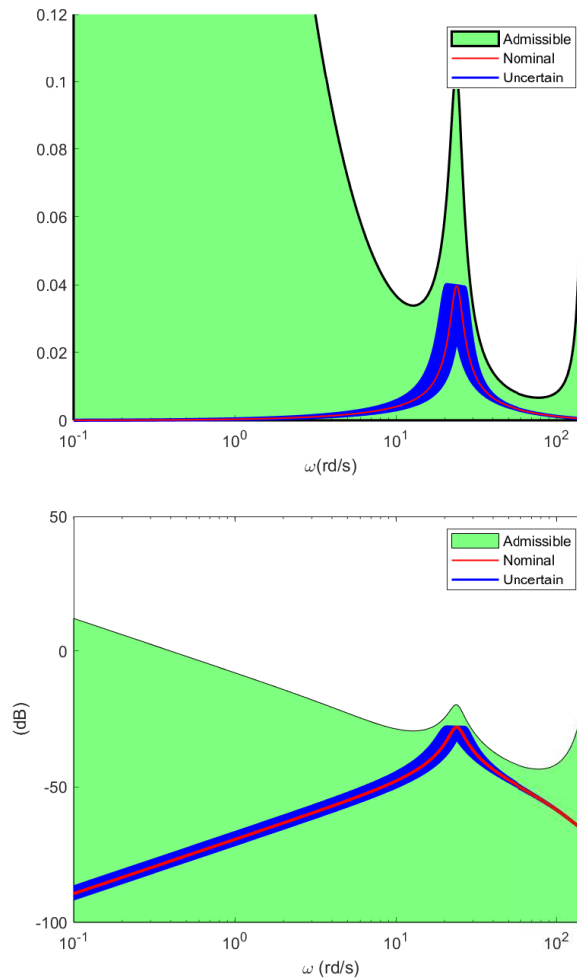 0.12
Admissible
Nominal
Uncertain
0.1
0.08
0.06
0.04
0.02
0
10^-1
10^0
10^1
10^2
ω(rd/s)
50
Admissible
Nominal
Uncertain
0
(dB)
-50
-100
10^-1
10^0
10^1
10^2
ω (rd/s)